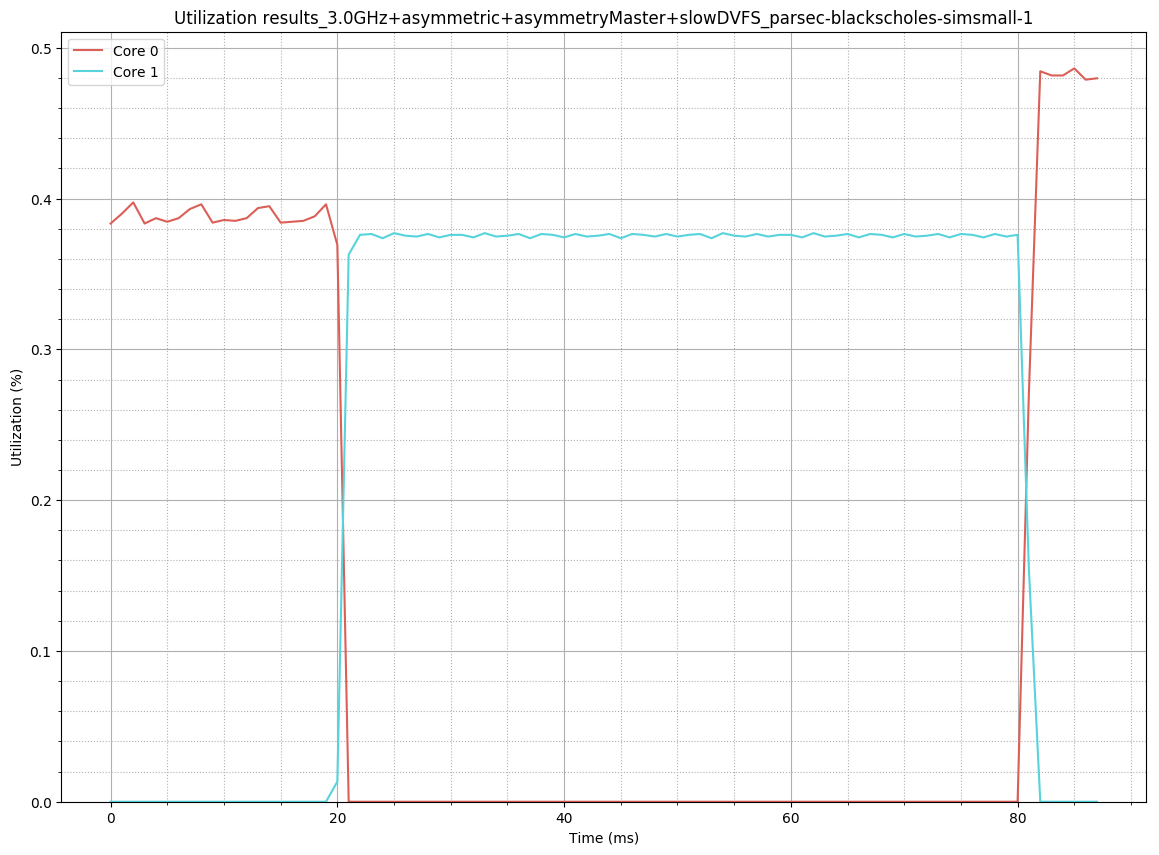 Utilization results_3.0GHz+asymmetric+asymmetryMaster+slowDVFS_parsec-blackscholes-simsmall-1
Core 0
Core 1
Utilization (%)
0.5
0.4
0.3
0.2
0.1
0.0
0
20
40
60
80
Time (ms)